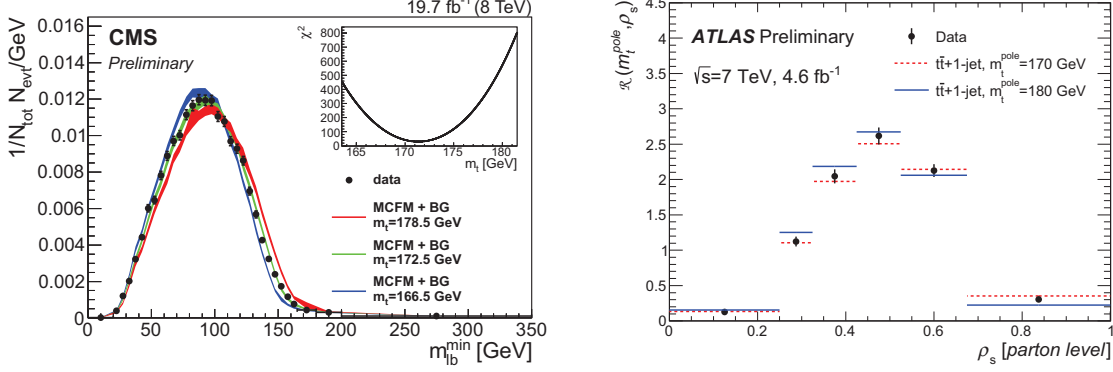 19.7 fb⁻¹ (8 TeV)
CMS
Preliminary
1/N_tot N_evt/GeV
0.016
0.014
0.012
0.01
0.008
0.006
0.004
0.002
0
0 50 100 150 200 250 300 350
m_lb^min [GeV]
χ²
800
700
600
500
400
300
200
100
0
165 170 175 180
m_t [GeV]
data
MCFM + BG
m_t=178.5 GeV
MCFM + BG
m_t=172.5 GeV
MCFM + BG
m_t=166.5 GeV
ℛ(m_t^pole,ρ_s)
4.5
4
3.5
3
2.5
2
1.5
1
0.5
0
0 0.2 0.4 0.6 0.8 1
ρ_s [parton level]
ATLAS Preliminary
√s=7 TeV, 4.6 fb⁻¹
Data
tt̄+1-jet, m_t^pole=170 GeV
tt̄+1-jet, m_t^pole=180 GeV